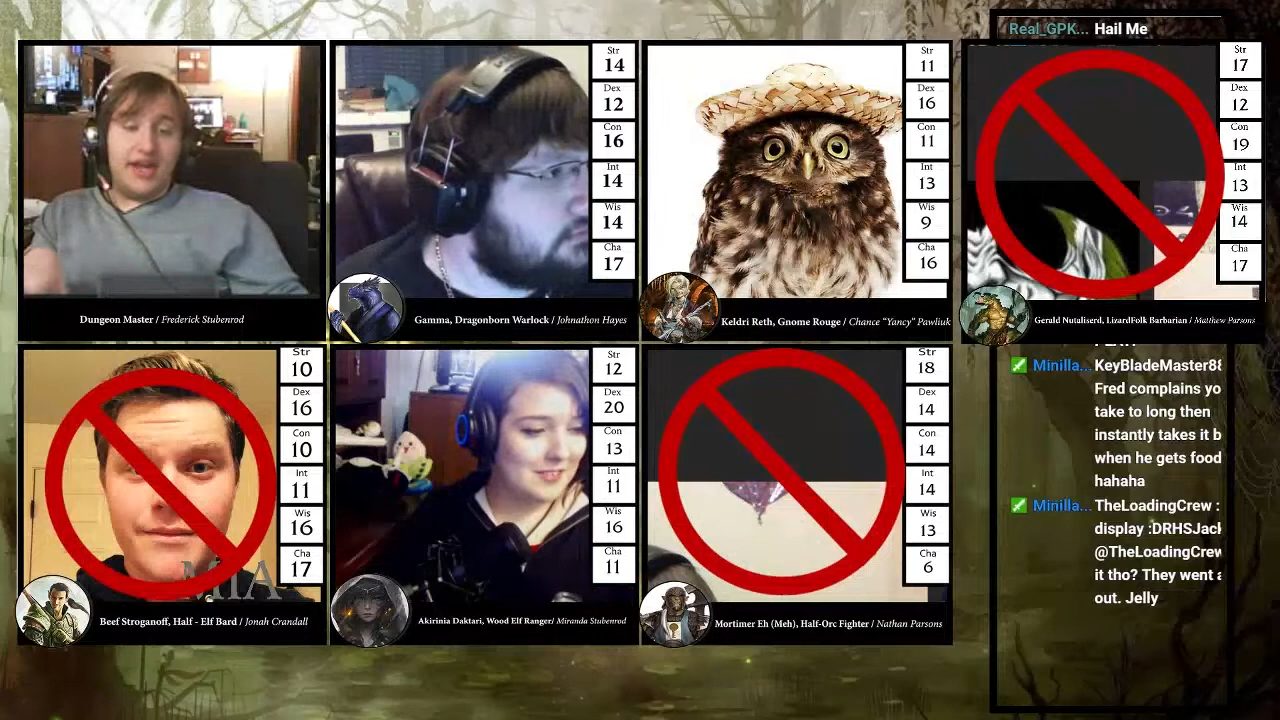 Real_GPK... Hail Me
Str
14
Dex
12
Con
16
Int
14
Wis
14
Cha
17
Dungeon Master / Frederick Stubenrod
Gamma, Dragonborn Warlock / Johnathon Hayes
Str
11
Dex
16
Con
11
Int
13
Wis
9
Cha
16
Keldri Reth, Gnome Rouge / Chance "Yancy" Pawliuk
Str
17
Dex
12
Con
19
Int
13
Wis
14
Cha
17
Gerald Nutaliserd, LizardFolk Barbarian / Matthew Parsons
Str
10
Dex
16
Con
10
Int
11
Wis
16
Cha
17
MIA
Beef Stroganoff, Half - Elf Bard / Jonah Crandall
Str
12
Dex
20
Con
13
Int
11
Wis
16
Cha
11
Akirinia Daktari, Wood Elf Ranger/ Miranda Stubenrod
Str
18
Dex
14
Con
14
Int
14
Wis
13
Cha
6
Mortimer Eh (Meh), Half-Orc Fighter / Nathan Parsons
Minilla... KeyBladeMaster88
Fred complains yo
take to long then
instantly takes it b
when he gets food
hahaha
Minilla... TheLoadingCrew :
display :DRHSJack
@TheLoadingCrew
it tho? They went a
out. Jelly